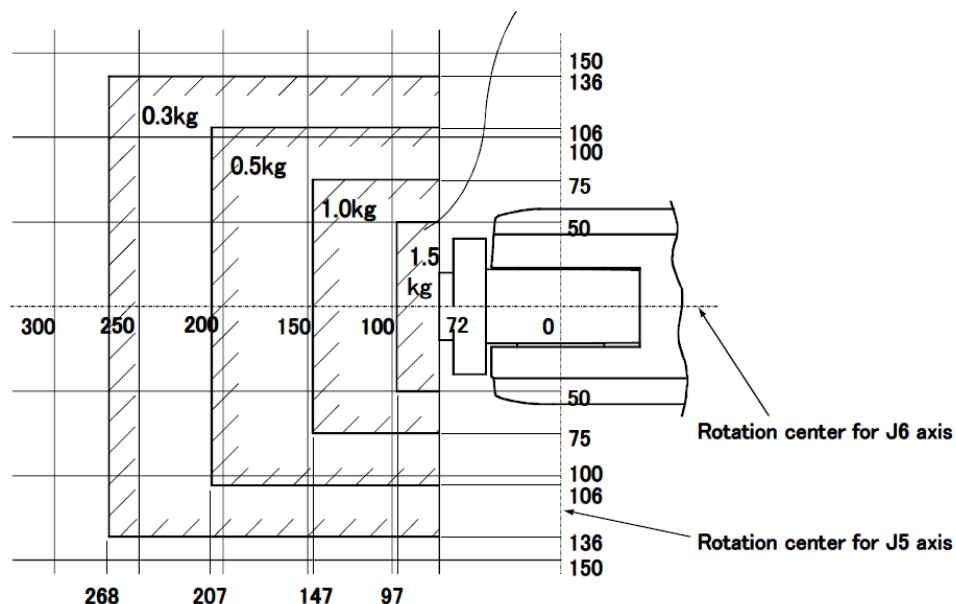 150
136
0.3kg
106
100
0.5kg
75
1.0kg
50
1.5
kg
300 250 200 150 100 72 0
50
75
Rotation center for J6 axis
100
106
136
Rotation center for J5 axis
150
268 207 147 97